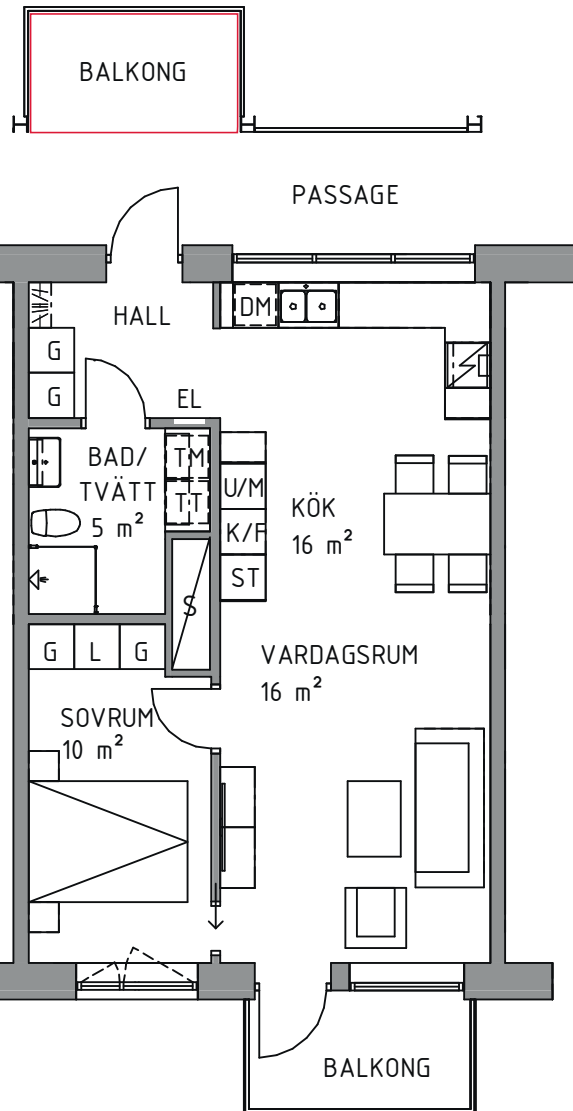 BALKONG
PASSAGE
HALL
DM
G
G
EL
BAD/
TVÄTT
5 m²
TM
TT
U/M
K/F
ST
KÖK
16 m²
S
G L G
VARDAGSRUM
16 m²
SOVRUM
10 m²
BALKONG